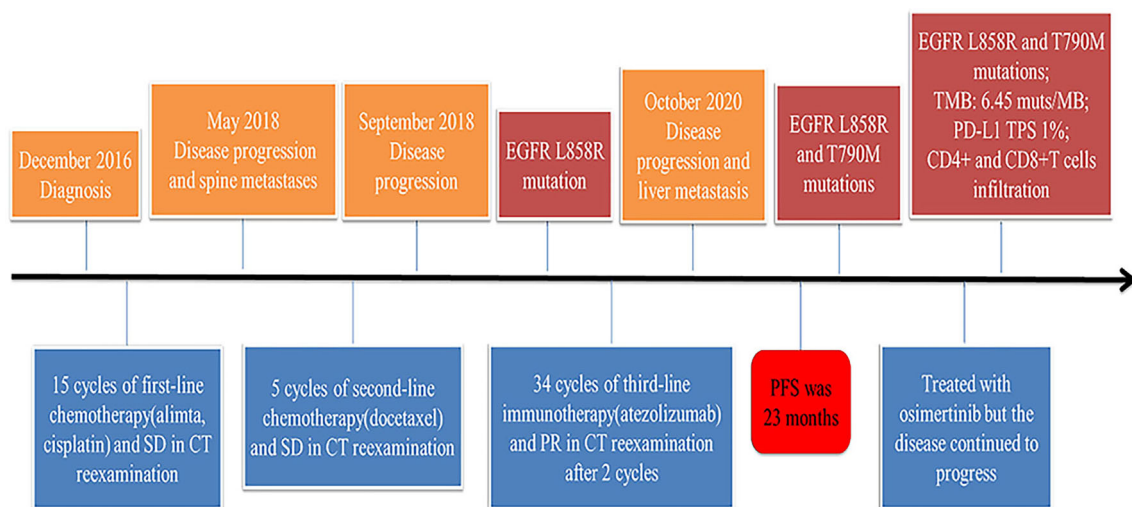 December 2016
Diagnosis
May 2018
Disease progression
and spine metastases
September 2018
Disease
progression
EGFR L858R
mutation
October 2020
Disease
progression and
liver metastasis
EGFR L858R
and T790M
mutations
EGFR L858R and T790M
mutations;
TMB: 6.45 muts/MB;
PD-L1 TPS 1%;
CD4+ and CD8+T cells
infiltration
15 cycles of first-line
chemotherapy(alimta,
cisplatin) and SD in CT
reexamination
5 cycles of second-line
chemotherapy(docetaxel)
and SD in CT reexamination
34 cycles of third-line
immunotherapy(atezolizumab)
and PR in CT reexamination
after 2 cycles
PFS was
23 months
Treated with
osimertinib but the
disease continued to
progress